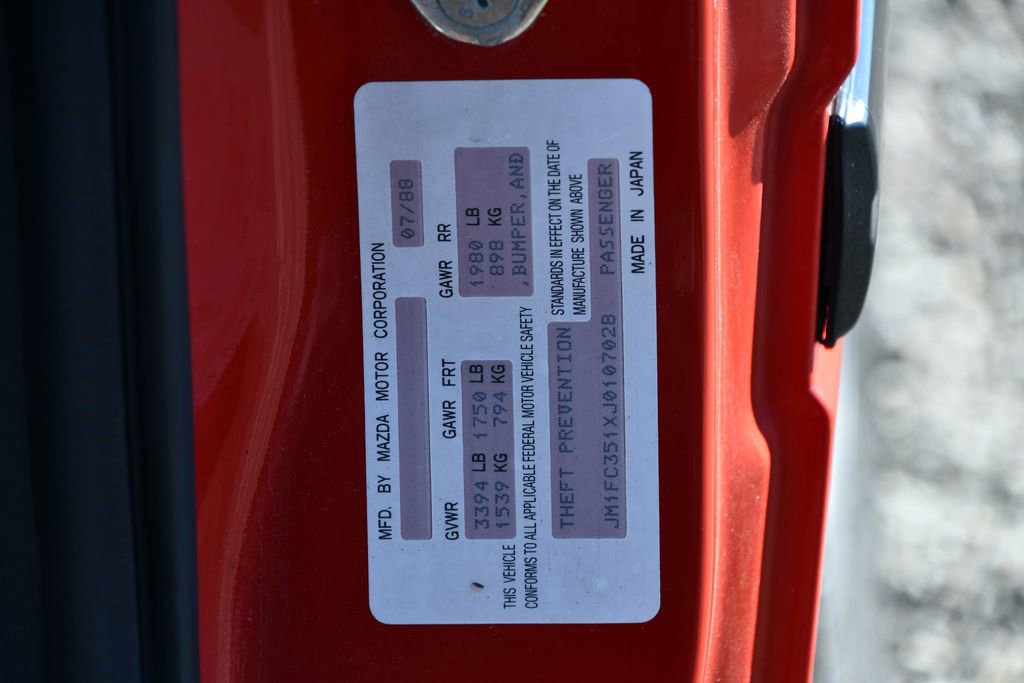 MFD. BY MAZDA MOTOR CORPORATION
07/88
GVWR GAWR FRT GAWR RR
3394 LB 1750 LB 1980 LB
1539 KG 794 KG 898 KG
THIS VEHICLE
CONFORMS TO ALL APPLICABLE FEDERAL MOTOR VEHICLE SAFETY
,BUMPER,AND
THEFT PREVENTION
STANDARDS IN EFFECT ON THE DATE OF
MANUFACTURE SHOWN ABOVE
JM1FC351XJ0107028 PASSENGER
MADE IN JAPAN